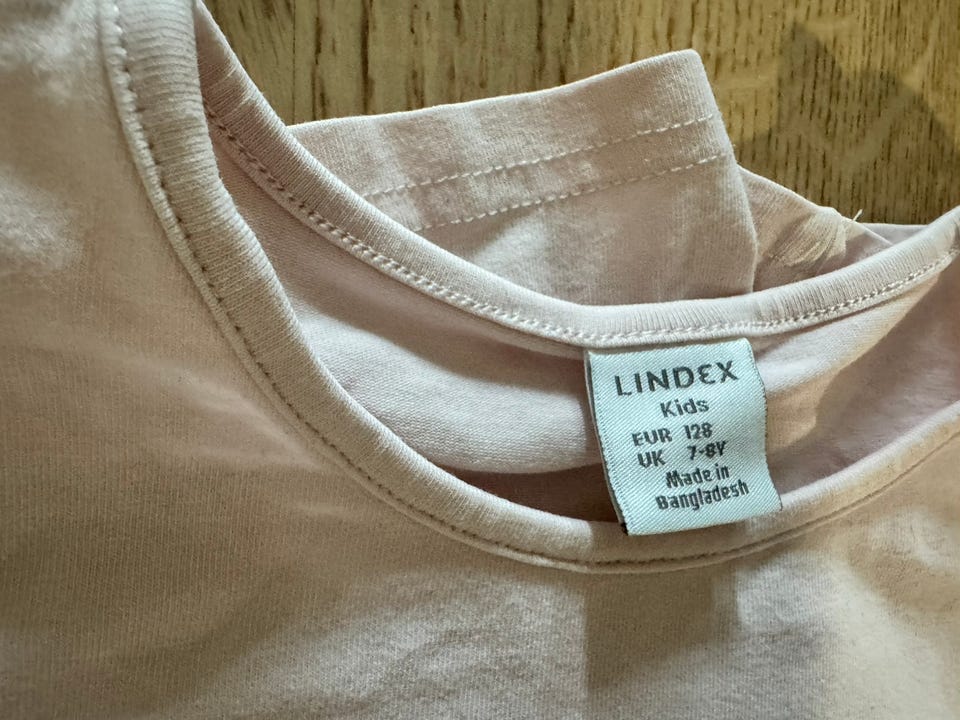 LINDEX
Kids
EUR 128
UK 7-8Y
Made in
Bangladesh